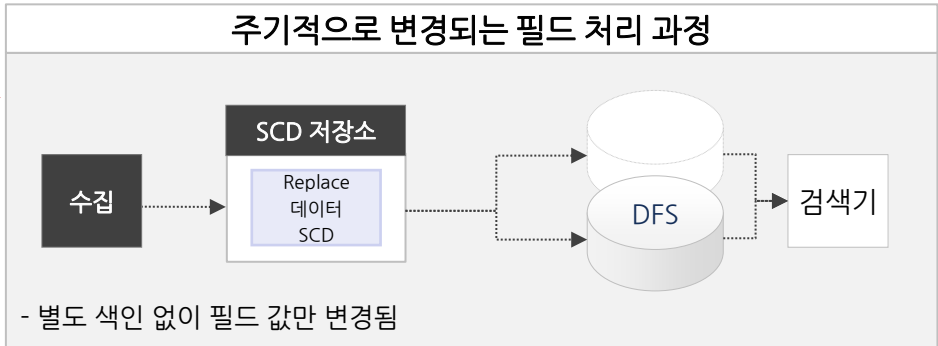 주기적으로 변경되는 필드 처리 과정
수집
SCD 저장소
Replace
데이터
SCD
DFS
검색기
- 별도 색인 없이 필드 값만 변경됨